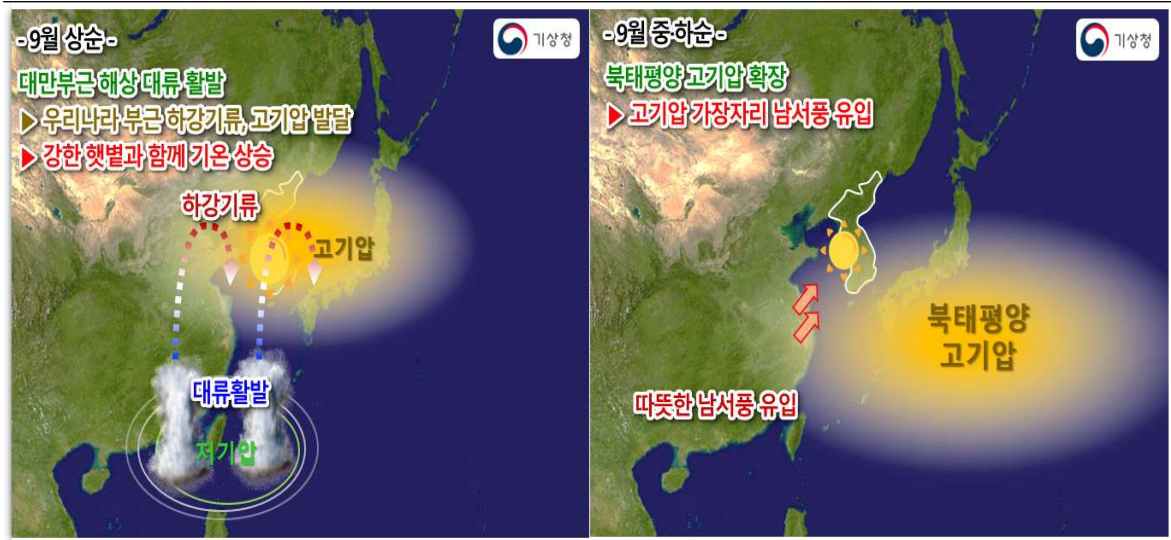 - 9월 상순 -
기상청
대만부근 해상 대류 활발
▶ 우리나라 부근 하강기류, 고기압 발달
▶ 강한 햇볕과 함께 기온 상승
하강기류
고기압
대류활발
저기압
- 9월 중·하순 -
기상청
북태평양 고기압 확장
▶ 고기압 가장자리 남서풍 유입
북태평양
고기압
따뜻한 남서풍 유입